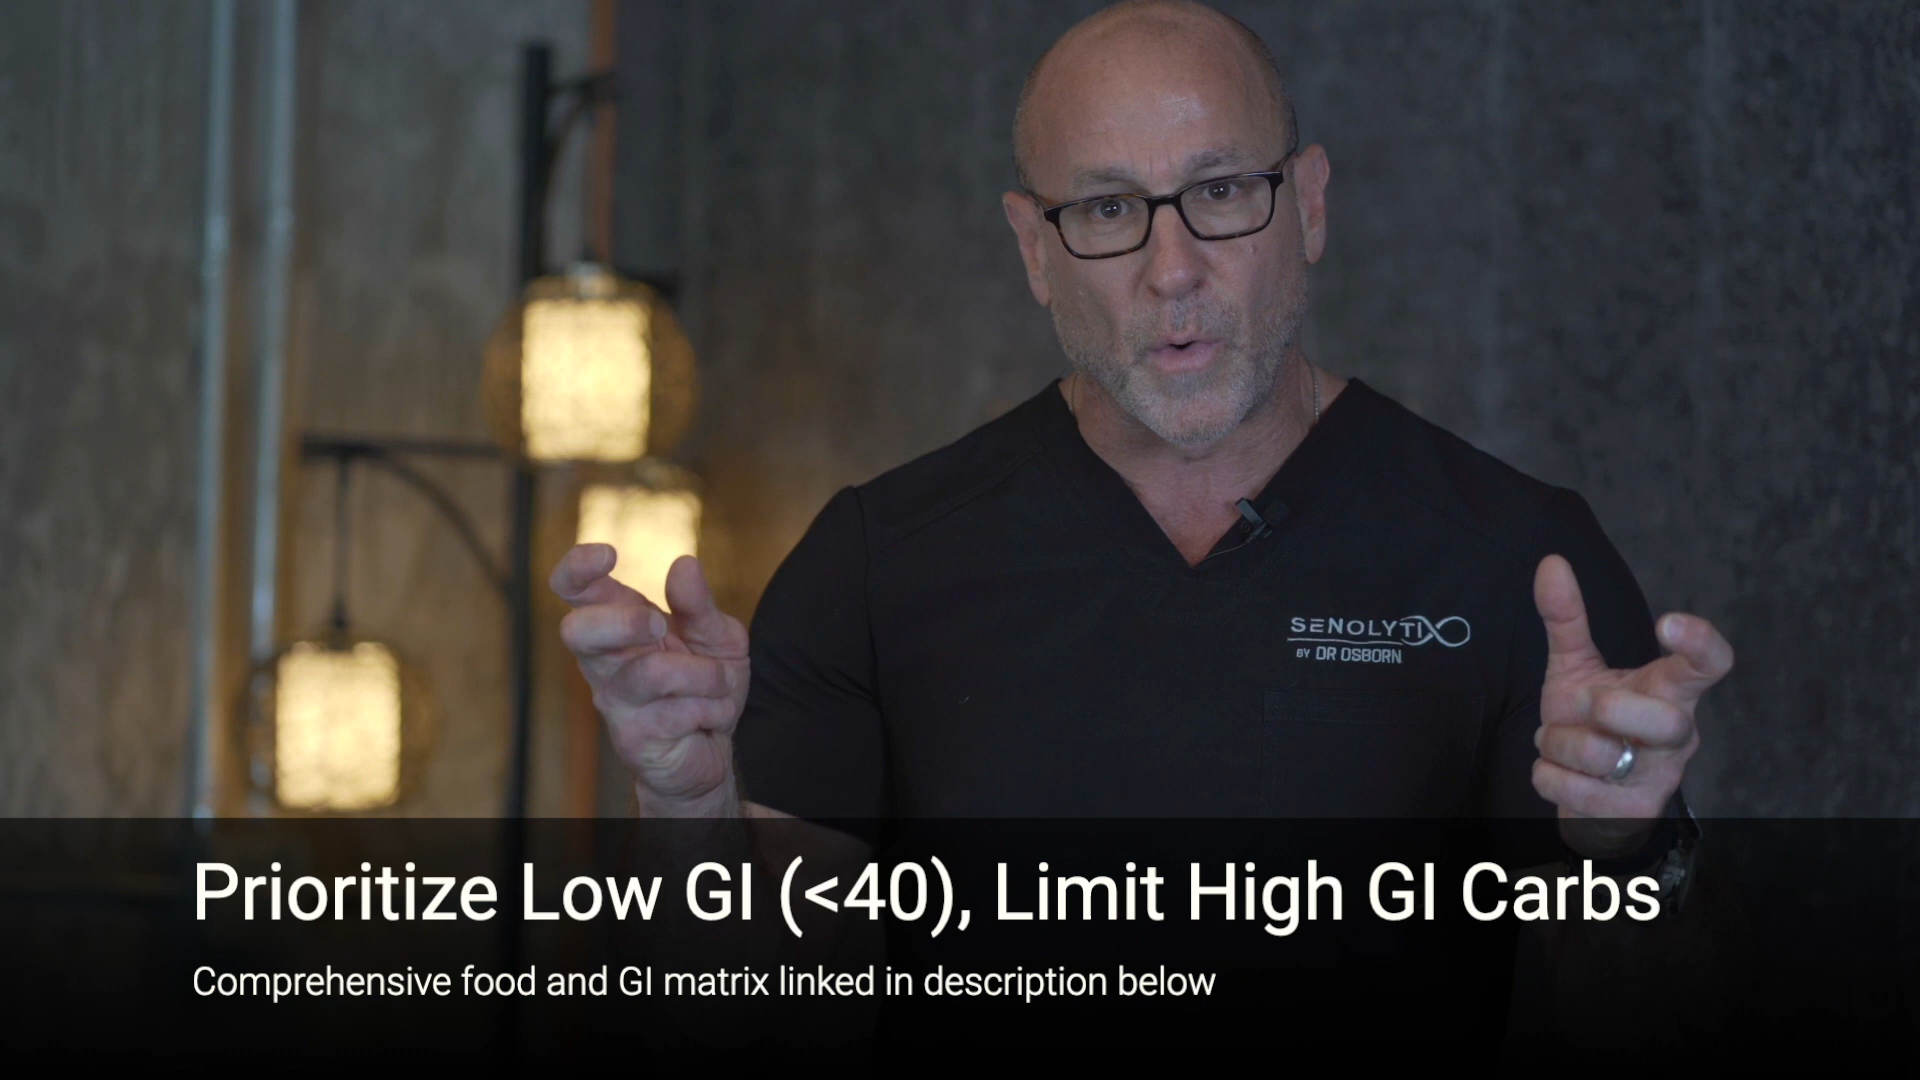 SENOLYTIX
BY DR OSBORN
Prioritize Low GI (<40), Limit High GI Carbs
Comprehensive food and GI matrix linked in description below